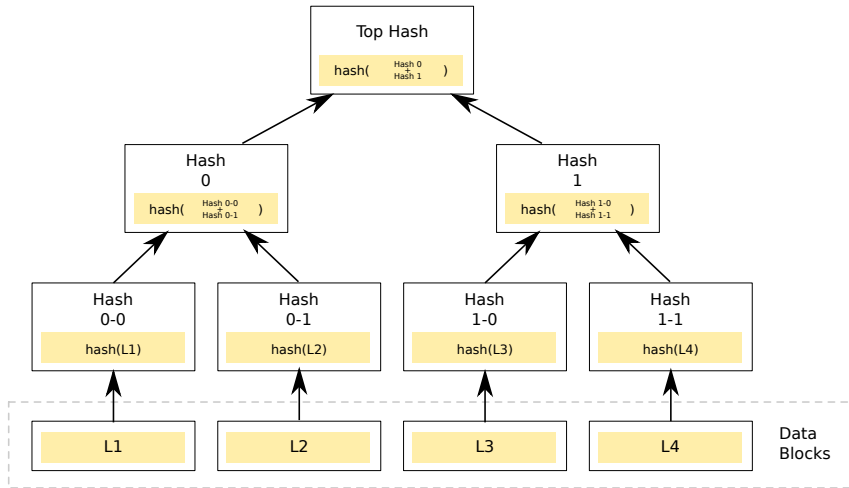 Top Hash
hash( Hash 0 + Hash 1 )
Hash
0
hash( Hash 0-0 + Hash 0-1 )
Hash
1
hash( Hash 1-0 + Hash 1-1 )
Hash
0-0
hash(L1)
Hash
0-1
hash(L2)
Hash
1-0
hash(L3)
Hash
1-1
hash(L4)
L1
L2
L3
L4
Data
Blocks